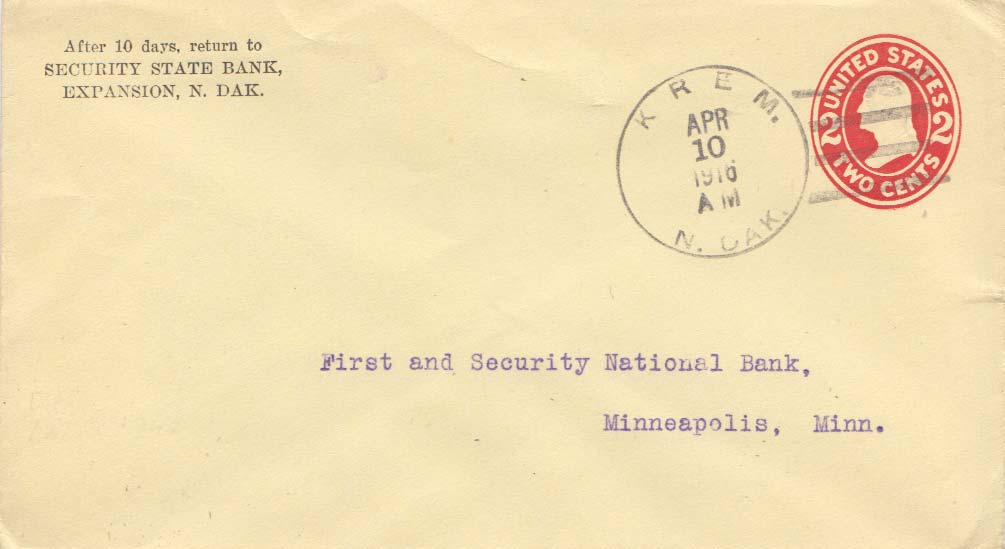 After 10 days, return to
SECURITY STATE BANK,
EXPANSION, N. DAK.
KREM.
APR
10
1916
AM
N. DAK.
UNITED STATES
2 2
TWO CENTS
First and Security National Bank,
Minneapolis, Minn.